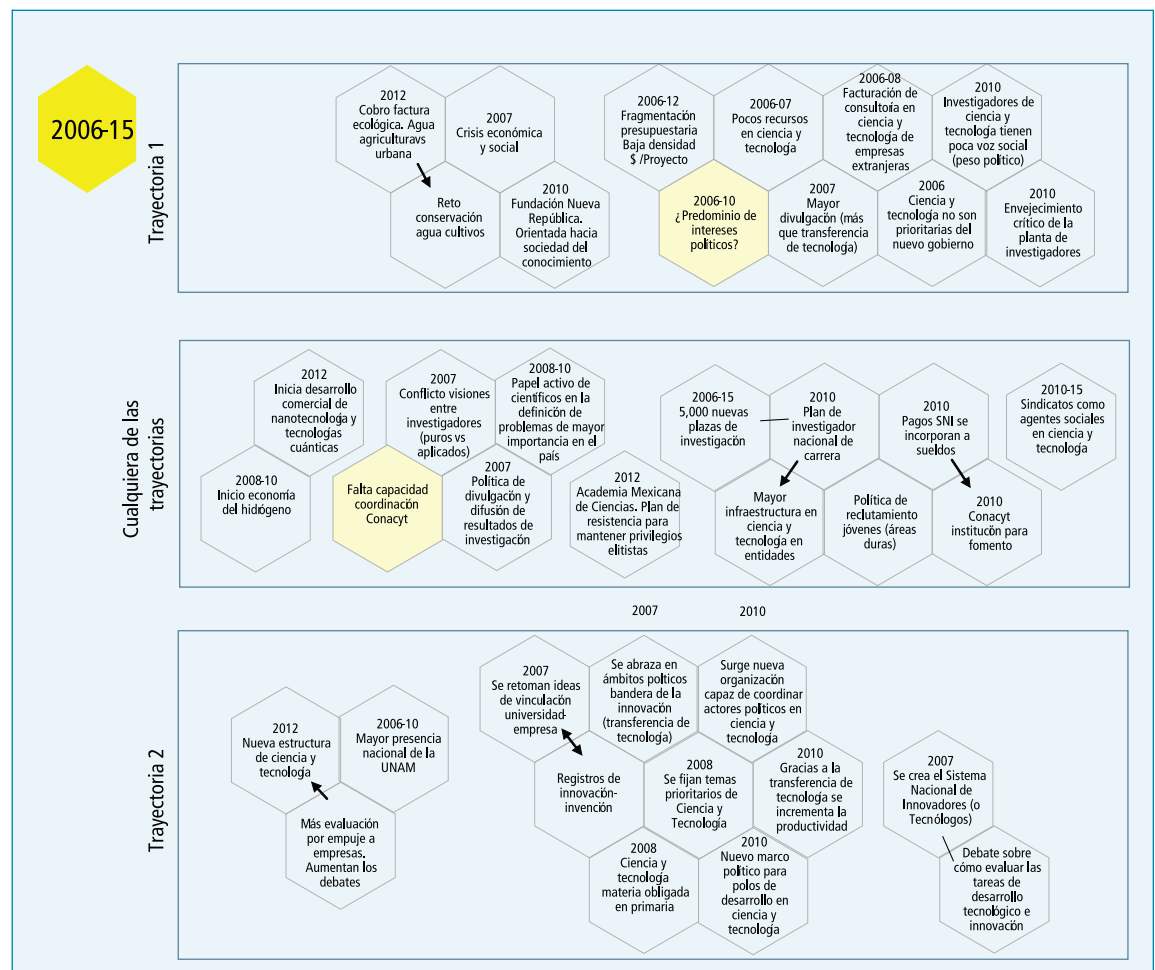 2006-15
Trayectoria 1
2012
Cobro factura
ecológica. Agua
agriculturavs
urbana
2007
Crisis económica
y social
Reto
conservación
agua cultivos
2010
Fundación Nueva
República.
Orientada hacia
sociedad del
conocimiento
2006-12
Fragmentación
presupuestaria
Baja densidad
$ /Proyecto
2006-07
Pocos recursos
en ciencia y
tecnología
2006-08
Facturación de
consultoría en
ciencia y
tecnología de
empresas
extranjeras
2010
Investigadores de
ciencia y
tecnología tienen
poca voz social
(peso político)
2006-10
¿Predominio de
intereses
políticos?
2007
Mayor
divulgación (más
que transferencia
de tecnología)
2006
Ciencia y
tecnología no son
prioritarias del
nuevo gobierno
2010
Envejecimiento
crítico de la
planta de
investigadores
Cualquiera de las
trayectorias
2012
Inicia desarrollo
comercial de
nanotecnología y
tecnologías
cuánticas
2007
Conflicto visiones
entre
investigadores
(puros vs
aplicados)
2008-10
Papel activo de
científicos en la
definición de
problemas de mayor
importancia en el
país
2008-10
Inicio economía
del hidrógeno
Falta capacidad
coordinación
Conacyt
2007
Política de
divulgación y
difusión de
resultados de
investigación
2012
Academia Mexicana
de Ciencias. Plan de
resistencia para
mantener privilegios
elitistas
2006-15
5,000 nuevas
plazas de
investigación
2010
Plan de
investigador
nacional de
carrera
2010
Pagos SNI se
incorporan a
sueldos
2010-15
Sindicatos como
agentes sociales
en ciencia y
tecnología
Mayor
infraestructura en
ciencia y
tecnología en
entidades
Política de
reclutamiento
jóvenes (áreas
duras)
2010
Conacyt
institución para
fomento
Trayectoria 2
2012
Nueva estructura
de ciencia y
tecnología
2006-10
Mayor presencia
nacional de la
UNAM
Más evaluación
por empuje a
empresas.
Aumentan los
debates
2007
Se retoman ideas
de vinculación
universidad-
empresa
2007
Se abraza en
ámbitos polticos
bandera de la
innovación
(transferencia de
tecnología)
2010
Surge nueva
organización
capaz de coordinar
actores políticos en
ciencia y
tecnología
Registros de
innovación-
invención
2008
Se fijan temas
prioritarios de
Ciencia y
Tecnología
2010
Gracias a la
transferencia de
tecnología se
incrementa la
productividad
2008
Ciencia y
tecnología
materia obligada
en primaria
2010
Nuevo marco
político para
polos de
desarrollo en
ciencia y
tecnología
2007
Se crea el Sistema
Nacional de
Innovadores (o
Tecnólogos)
Debate sobre
cómo evaluar las
tareas de
desarrollo
tecnológico e
innovación